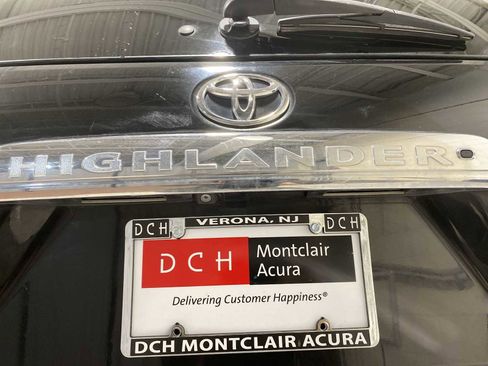 HIGHLANDER
VERONA, NJ
DCH DCH
DCH Montclair
Acura
Delivering Customer Happiness®
DCH MONTCLAIR ACURA